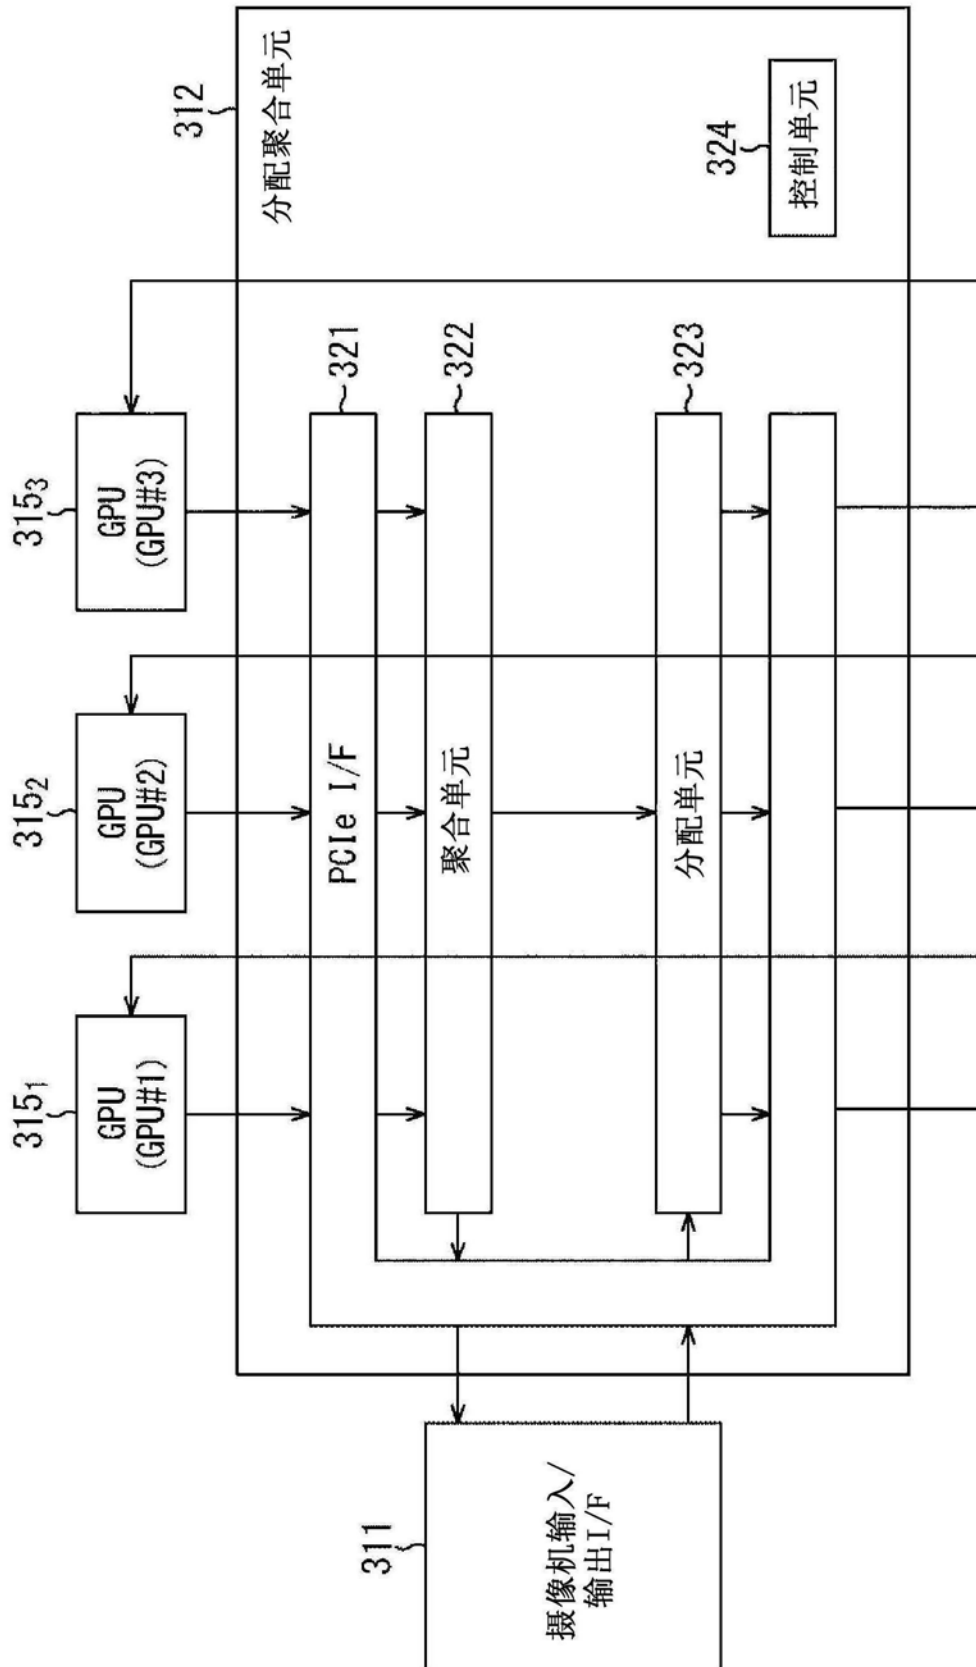 312
分配聚合单元
324
控制单元
315₁
GPU
(GPU#1)
315₂
GPU
(GPU#2)
315₃
GPU
(GPU#3)
321
PCIe I/F
322
聚合单元
323
分配单元
311
摄像机输入/
输出I/F